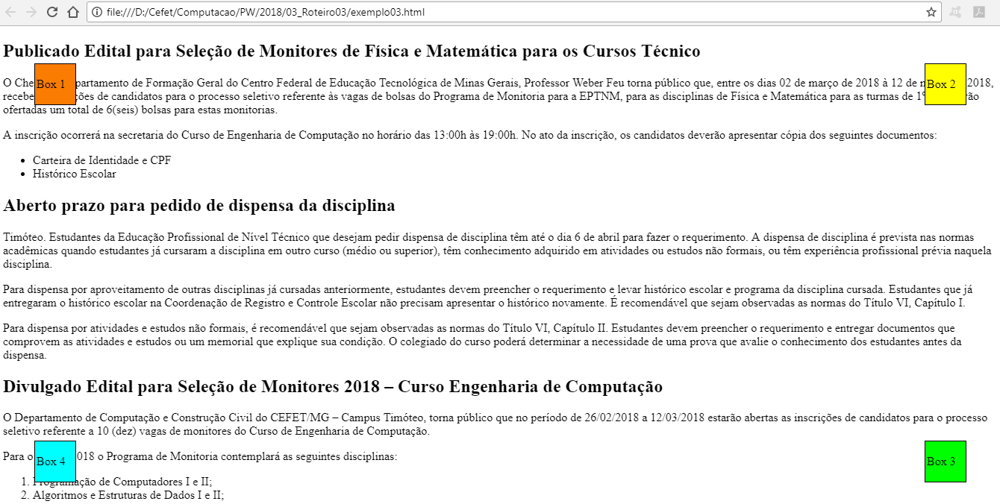 file:///D:/Cefet/Computacao/PW/2018/03_Roteiro03/exemplo03.html
Publicado Edital para Seleção de Monitores de Física e Matemática para os Cursos Técnico
O Che Box 1 partamento de Formação Geral do Centro Federal de Educação Tecnológica de Minas Gerais, Professor Weber Feu torna público que, entre os dias 02 de março de 2018 à 12 de Box 2 2018,
recebe ções de candidatos para o processo seletivo referente às vagas de bolsas do Programa de Monitoria para a EPTNM, para as disciplinas de Física e Matemática para as turmas de 1º ão
ofertadas um total de 6(seis) bolsas para estas monitorias.
A inscrição ocorrerá na secretaria do Curso de Engenharia de Computação no horário das 13:00h às 19:00h. No ato da inscrição, os candidatos deverão apresentar cópia dos seguintes documentos:
• Carteira de Identidade e CPF
• Histórico Escolar
Aberto prazo para pedido de dispensa da disciplina
Timóteo. Estudantes da Educação Profissional de Nível Técnico que desejam pedir dispensa de disciplina têm até o dia 6 de abril para fazer o requerimento. A dispensa de disciplina é prevista nas normas
acadêmicas quando estudantes já cursaram a disciplina em outro curso (médio ou superior), têm conhecimento adquirido em atividades ou estudos não formais, ou têm experiência profissional prévia naquela
disciplina.
Para dispensa por aproveitamento de outras disciplinas já cursadas anteriormente, estudantes devem preencher o requerimento e levar histórico escolar e programa da disciplina cursada. Estudantes que já
entregaram o histórico escolar na Coordenação de Registro e Controle Escolar não precisam apresentar o histórico novamente. É recomendável que sejam observadas as normas do Título VI, Capítulo I.
Para dispensa por atividades e estudos não formais, é recomendável que sejam observadas as normas do Título VI, Capítulo II. Estudantes devem preencher o requerimento e entregar documentos que
comprovem as atividades e estudos ou um memorial que explique sua condição. O colegiado do curso poderá determinar a necessidade de uma prova que avalie o conhecimento dos estudantes antes da
dispensa.
Divulgado Edital para Seleção de Monitores 2018 – Curso Engenharia de Computação
O Departamento de Computação e Construção Civil do CEFET/MG – Campus Timóteo, torna público que no período de 26/02/2018 a 12/03/2018 estarão abertas as inscrições de candidatos para o processo
seletivo referente a 10 (dez) vagas de monitores do Curso de Engenharia de Computação.
Para o 018 o Programa de Monitoria contemplará as seguintes disciplinas:
Box 4
Box 3
1. Programação de Computadores I e II;
2. Algoritmos e Estruturas de Dados I e II;